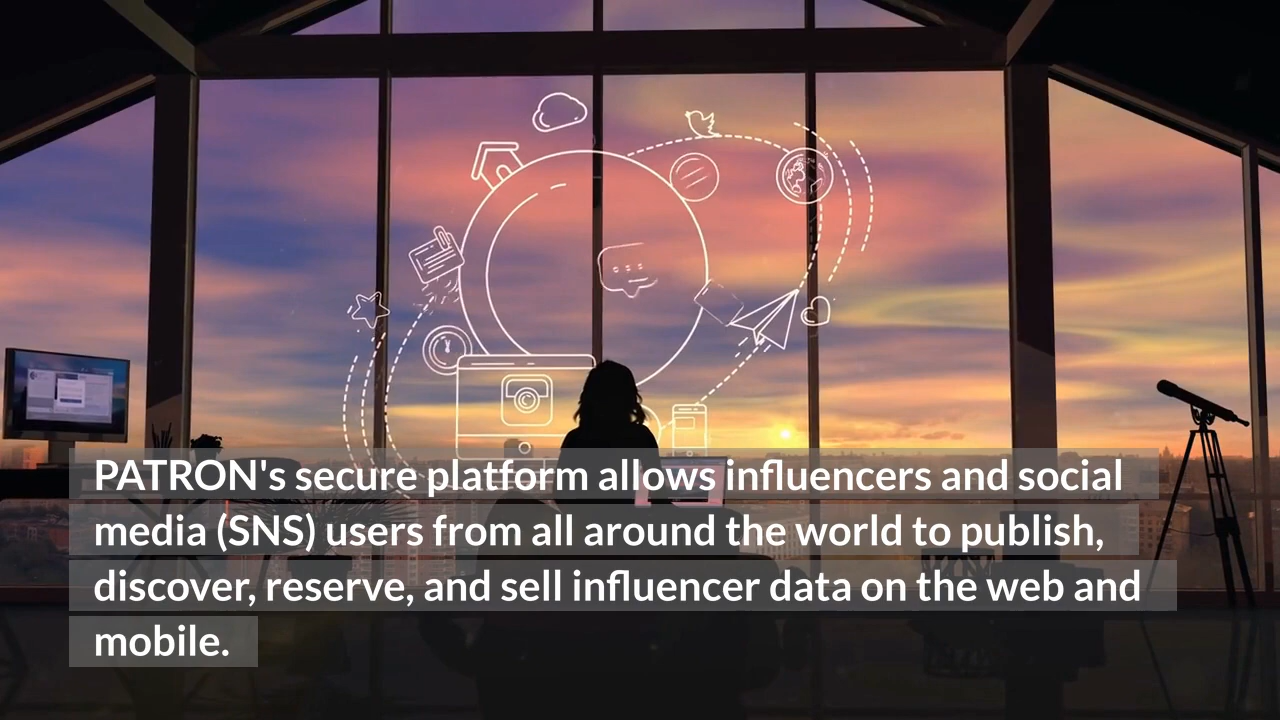 PATRON's secure platform allows influencers and social
media (SNS) users from all around the world to publish,
discover, reserve, and sell influencer data on the web and
mobile.